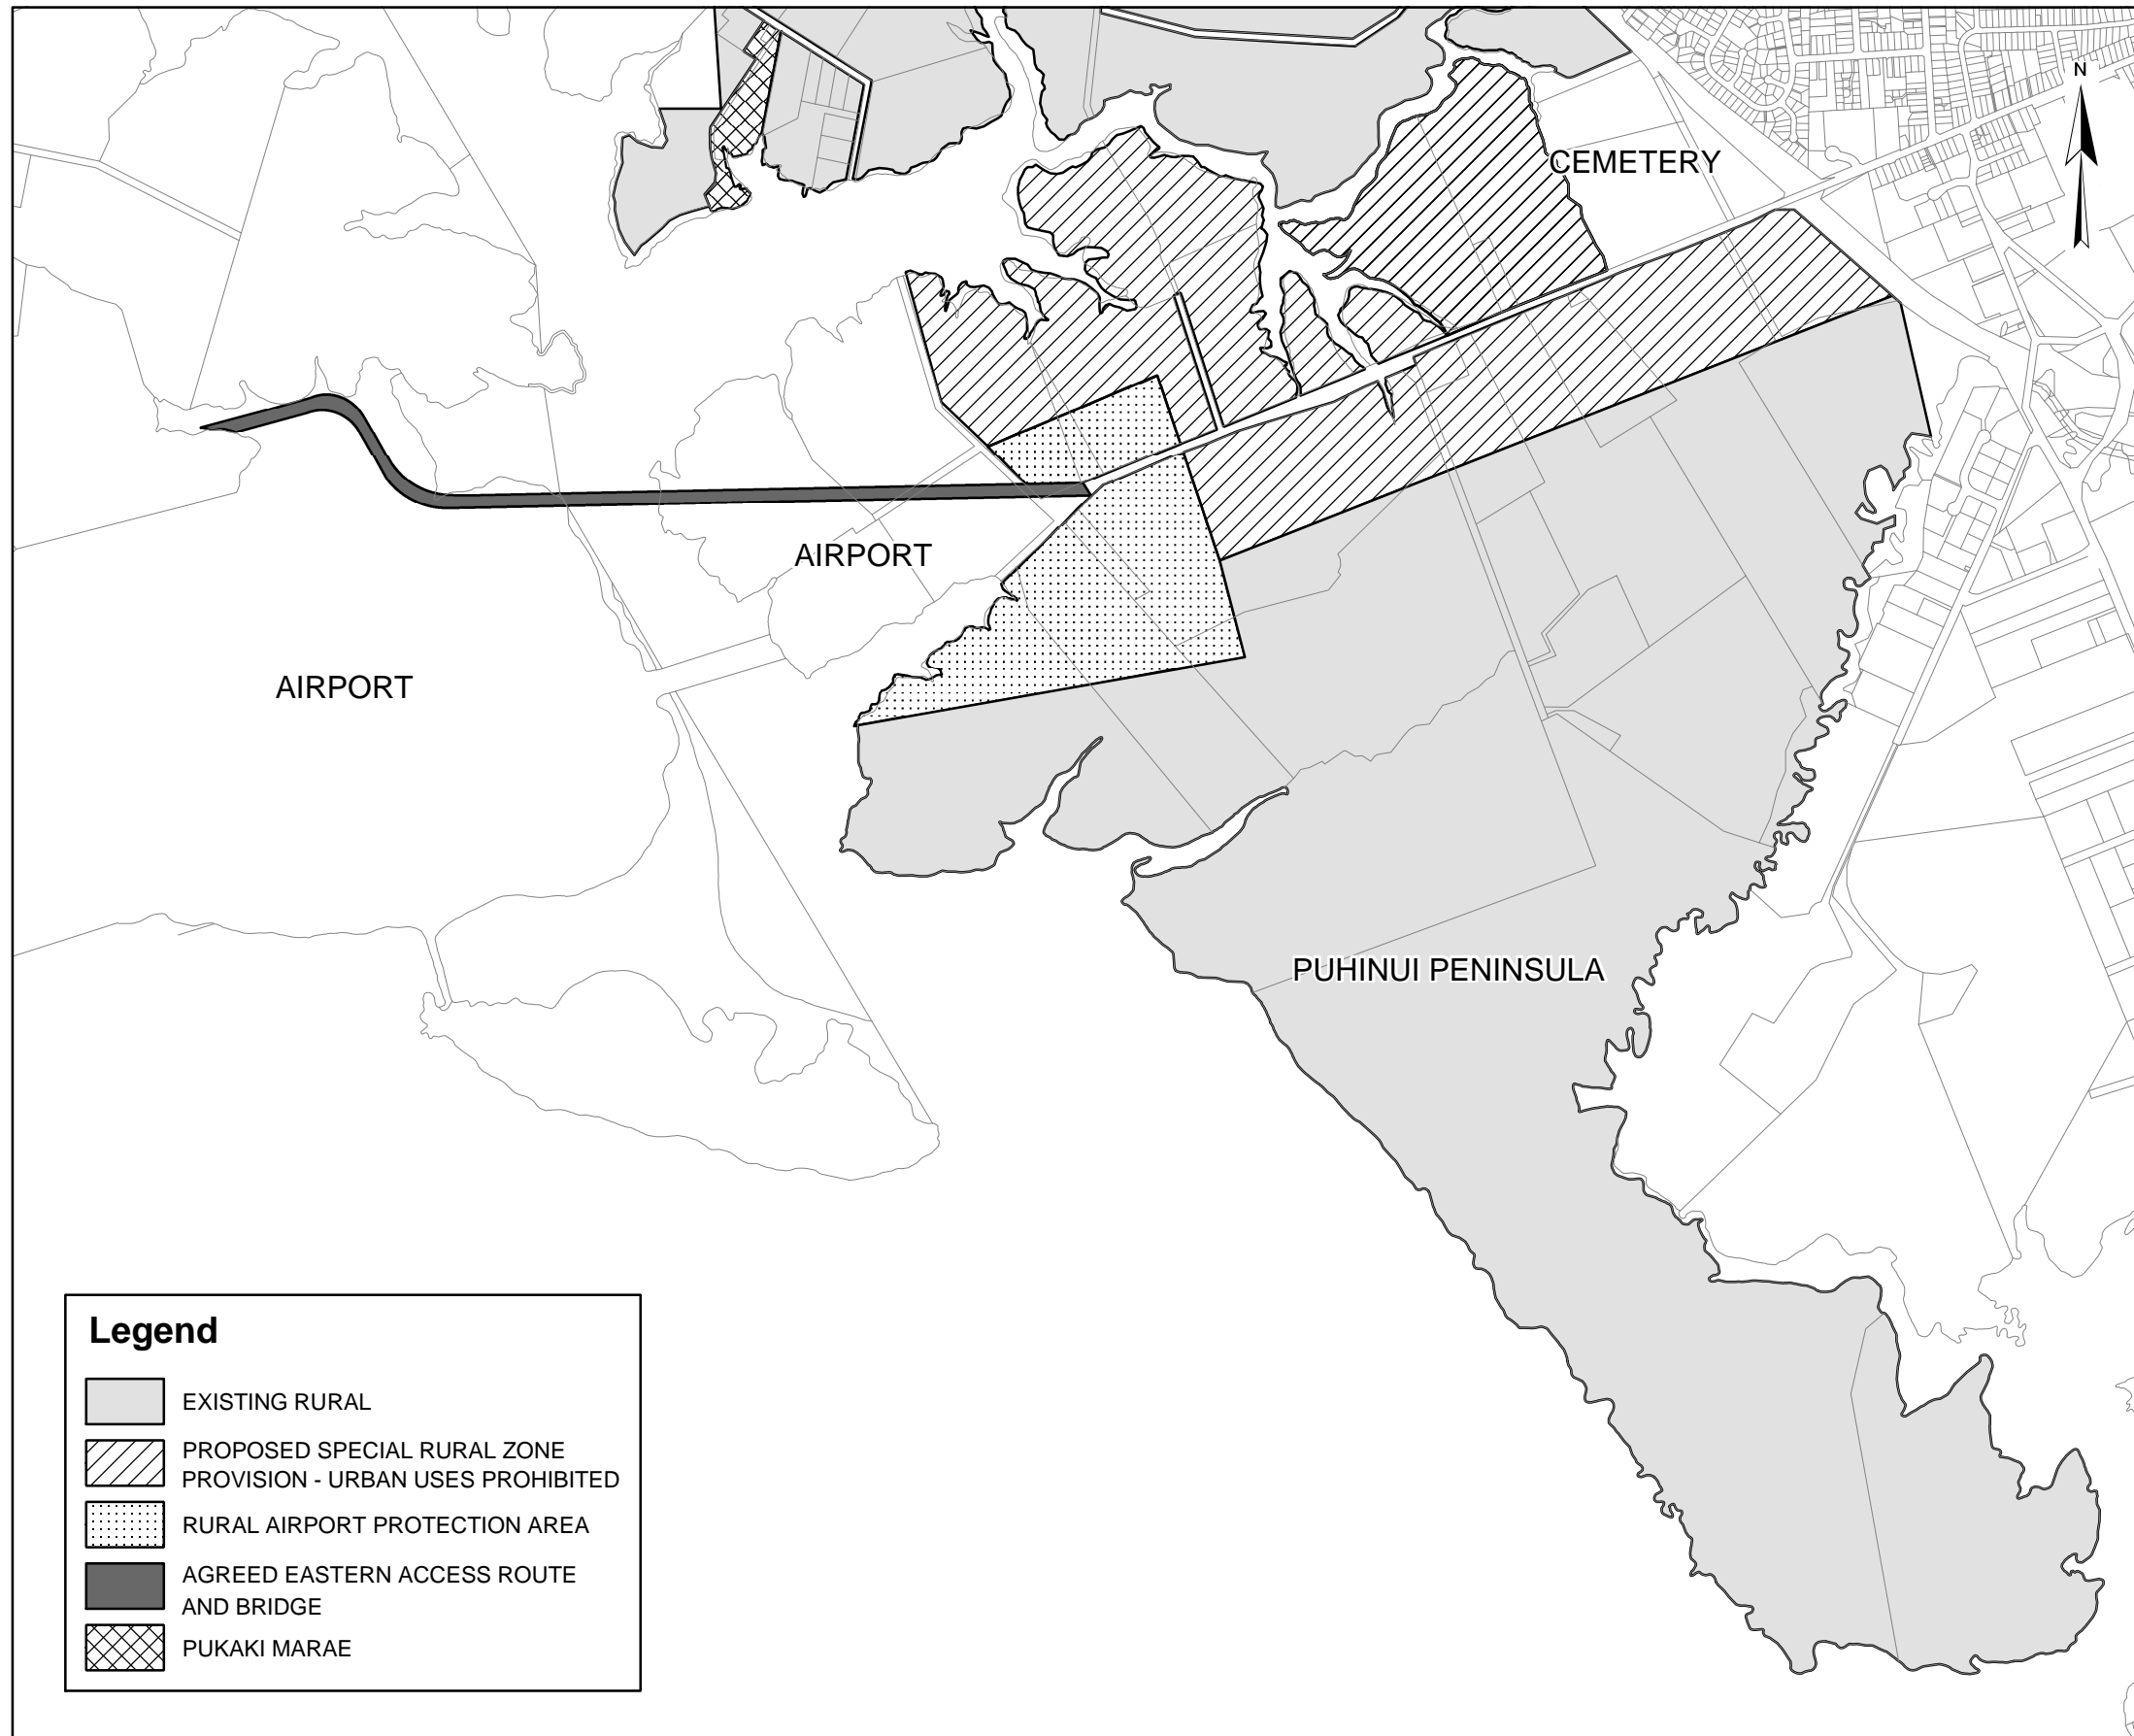 N
CEMETERY
AIRPORT
AIRPORT
PUHINUI PENINSULA
Legend
EXISTING RURAL
PROPOSED SPECIAL RURAL ZONE
PROVISION - URBAN USES PROHIBITED
RURAL AIRPORT PROTECTION AREA
AGREED EASTERN ACCESS ROUTE
AND BRIDGE
PUKAKI MARAE